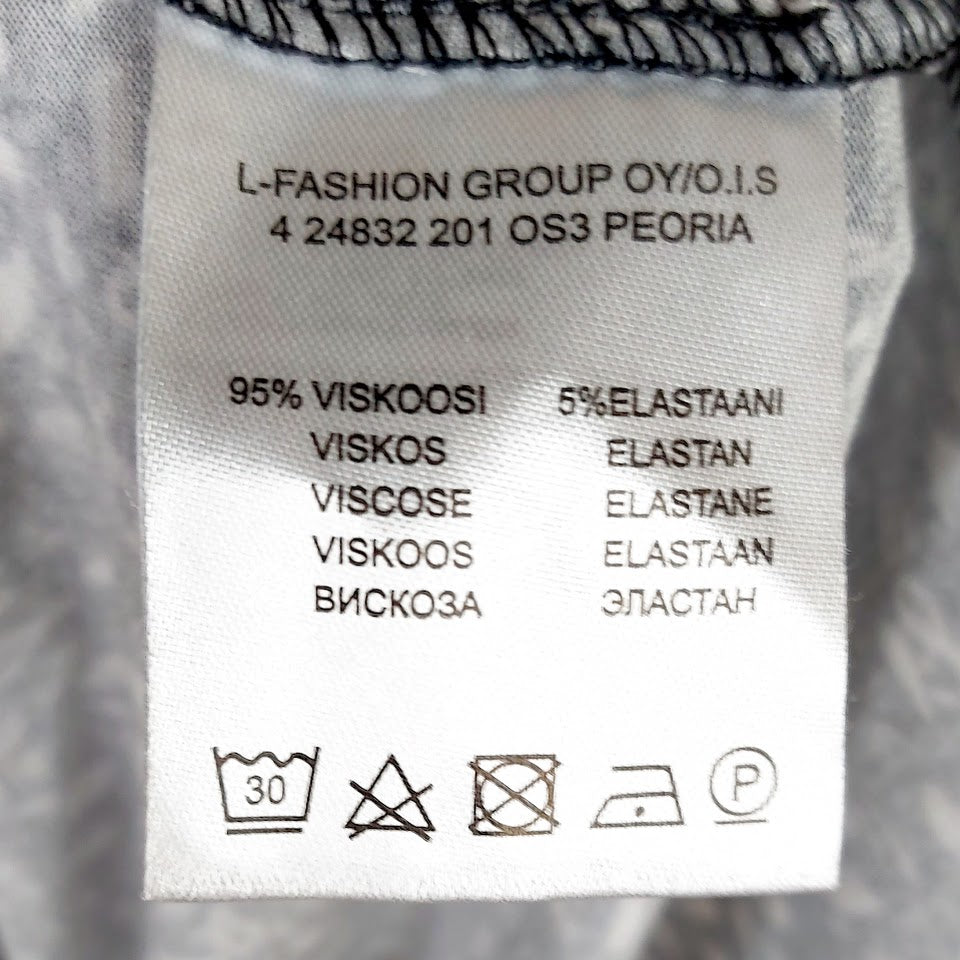 L-FASHION GROUP OY/O.I.S
4 24832 201 OS3 PEORIA
95% VISKOOSI 5%ELASTAANI
VISKOS ELASTAN
VISCOSE ELASTANE
VISKOOS ELASTAAN
ВИСКОЗА ЭЛАСТАН
30 P